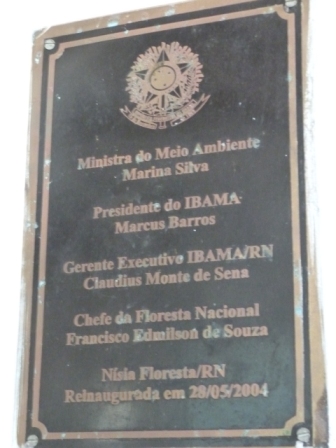 Ministra do Meio Ambiente
Marina Silva
Presidente do IBAMA
Marcus Barros
Gerente Executivo IBAMA/RN
Claudius Monte de Sena
Chefe da Floresta Nacional
Francisco Edmilson de Souza
Nísia Floresta/RN
Reinaugurada em 28/05/2004